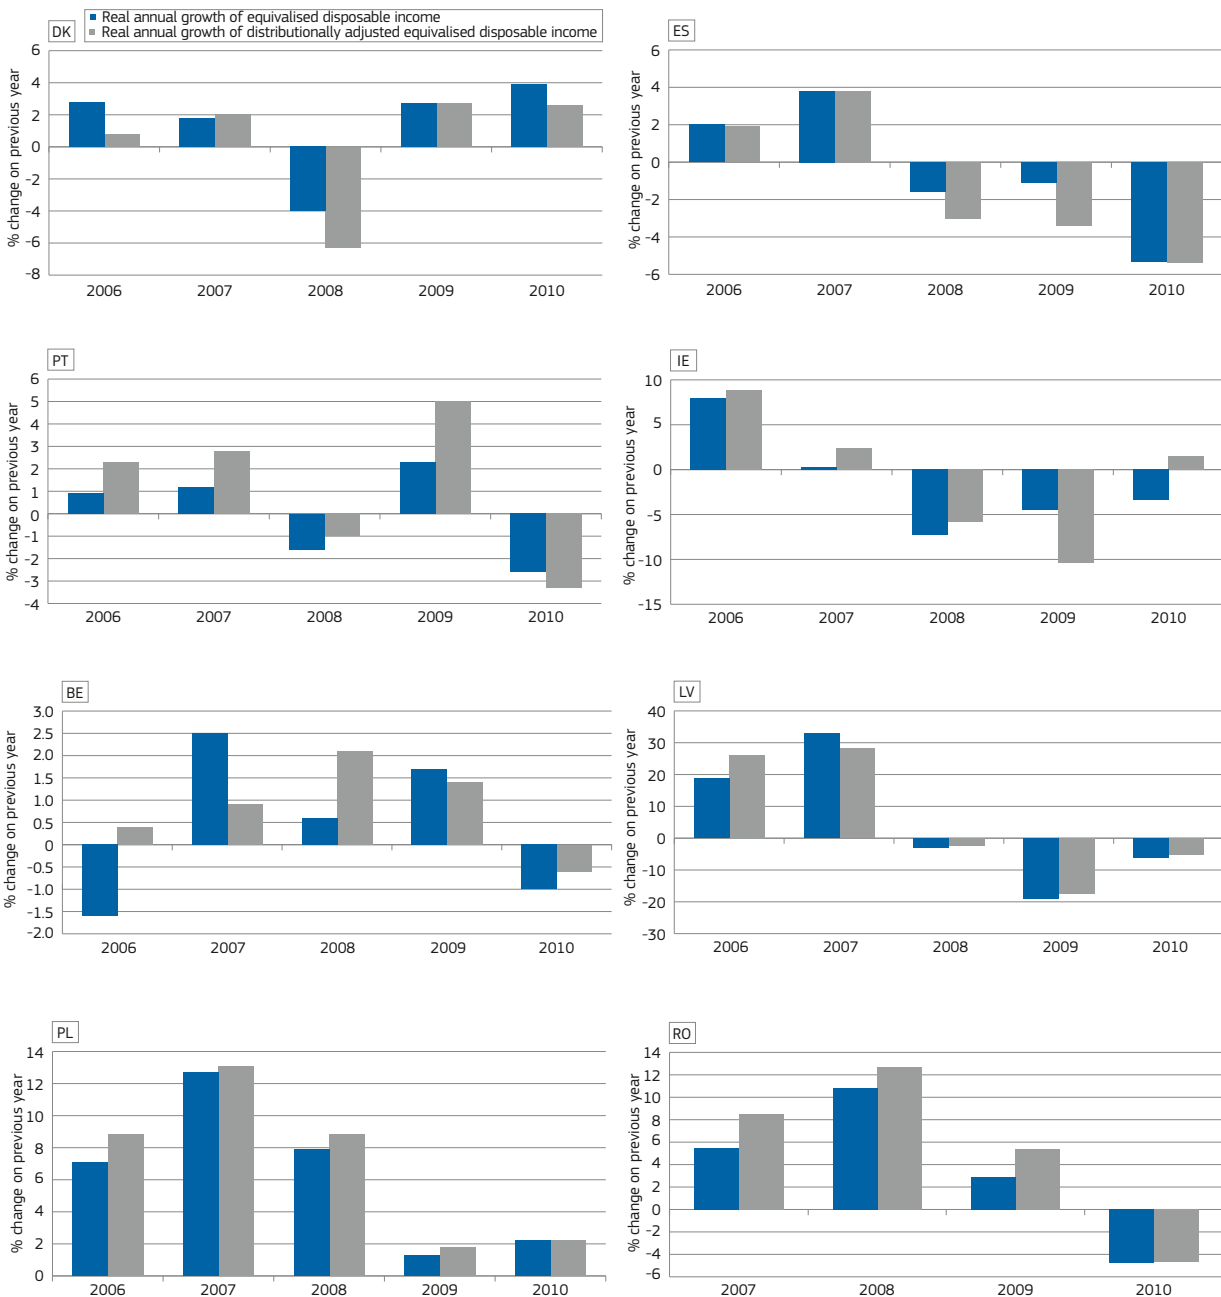 DK
Real annual growth of equivalised disposable income
Real annual growth of distributionally adjusted equivalised disposable income
% change on previous year
6
4
2
0
-2
-4
-6
-8
2006 2007 2008 2009 2010
ES
% change on previous year
6
4
2
0
-2
-4
-6
2006 2007 2008 2009 2010
PT
% change on previous year
6
5
4
3
2
1
0
-1
-2
-3
-4
2006 2007 2008 2009 2010
IE
% change on previous year
10
5
0
-5
-10
-15
2006 2007 2008 2009 2010
BE
% change on previous year
3.0
2.5
2.0
1.5
1.0
0.5
0
-0.5
-1.0
-1.5
-2.0
2006 2007 2008 2009 2010
LV
% change on previous year
40
30
20
10
0
-10
-20
-30
2006 2007 2008 2009 2010
PL
% change on previous year
14
12
10
8
6
4
2
0
2006 2007 2008 2009 2010
RO
% change on previous year
14
12
10
8
6
4
2
0
-2
-4
-6
2007 2008 2009 2010